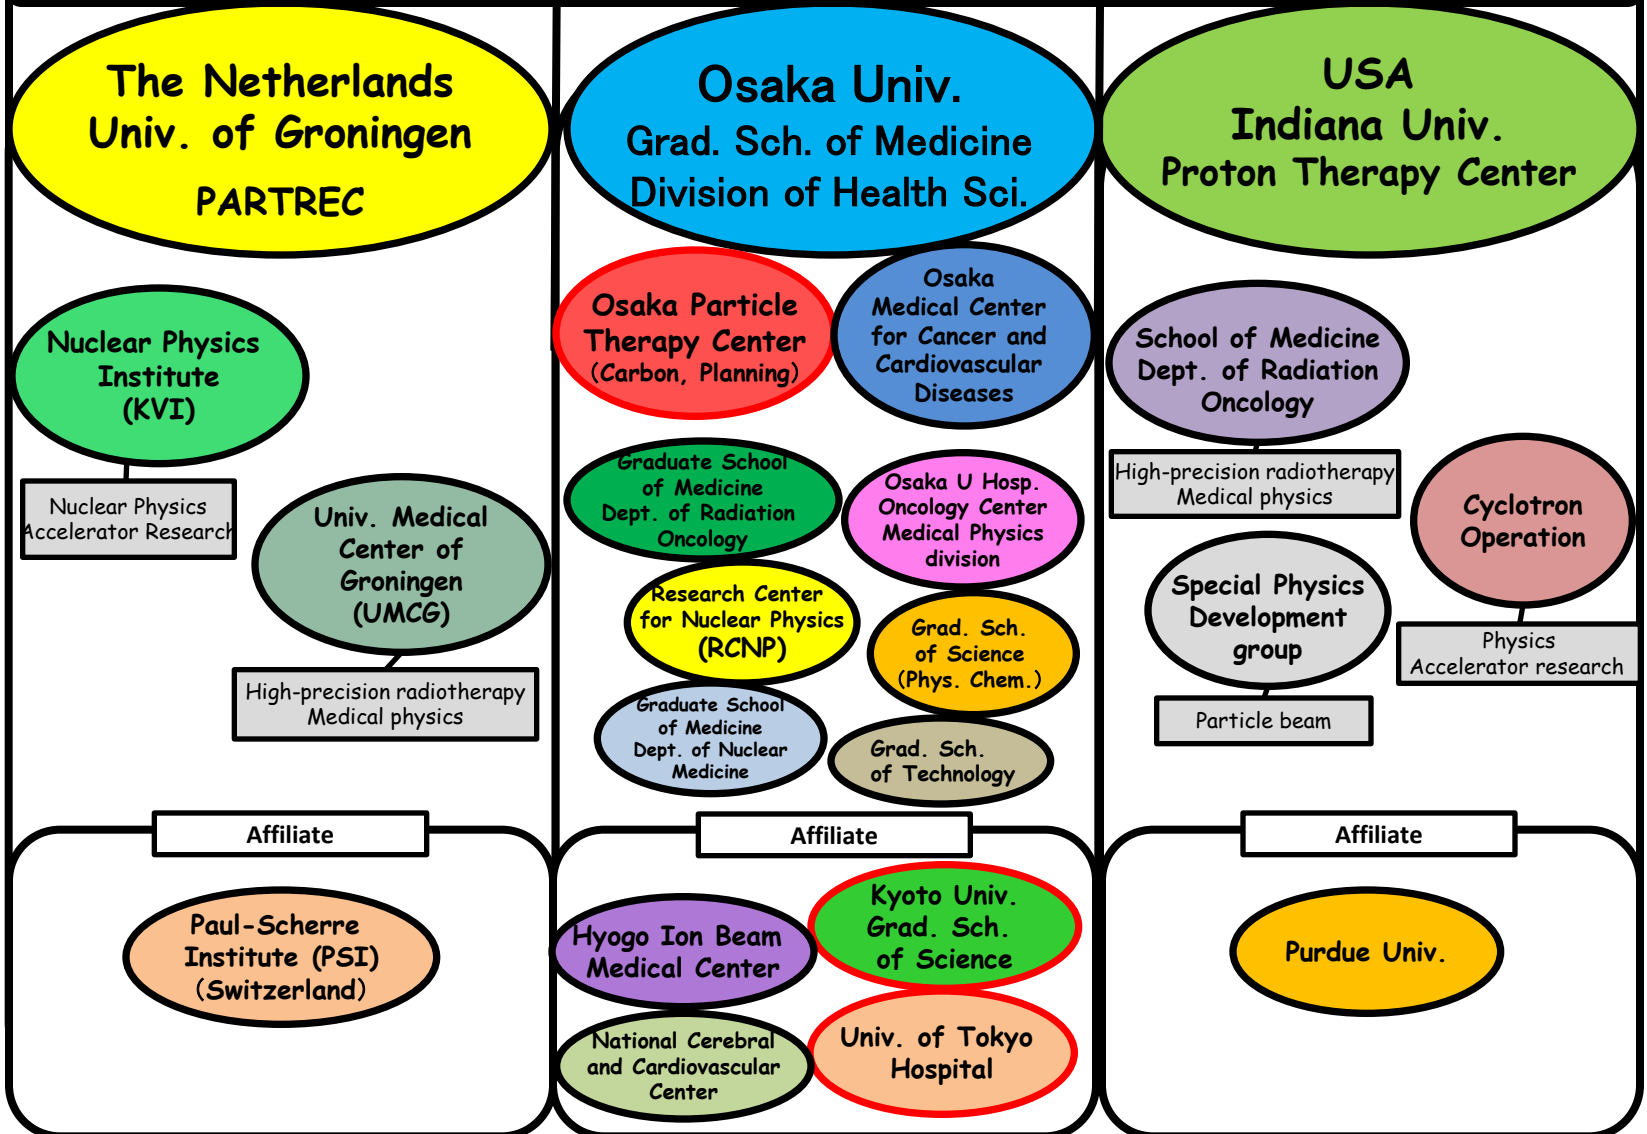 The Netherlands
Univ. of Groningen
PARTREC
Nuclear Physics
Institute
(KVI)
Nuclear Physics
Accelerator Research
Univ. Medical
Center of
Groningen
(UMCG)
High-precision radiotherapy
Medical physics
Affiliate
Paul-Scherre
Institute (PSI)
(Switzerland)
Osaka Univ.
Grad. Sch. of Medicine
Division of Health Sci.
Osaka Particle
Therapy Center
(Carbon, Planning)
Osaka
Medical Center
for Cancer and
Cardiovascular
Diseases
Graduate School
of Medicine
Dept. of Radiation
Oncology
Osaka U Hosp.
Oncology Center
Medical Physics
division
Research Center
for Nuclear Physics
(RCNP)
Grad. Sch.
of Science
(Phys. Chem.)
Graduate School
of Medicine
Dept. of Nuclear
Medicine
Grad. Sch.
of Technology
Affiliate
Hyogo Ion Beam
Medical Center
Kyoto Univ.
Grad. Sch.
of Science
National Cerebral
and Cardiovascular
Center
Univ. of Tokyo
Hospital
USA
Indiana Univ.
Proton Therapy Center
School of Medicine
Dept. of Radiation
Oncology
High-precision radiotherapy
Medical physics
Cyclotron
Operation
Physics
Accelerator research
Special Physics
Development
group
Particle beam
Affiliate
Purdue Univ.